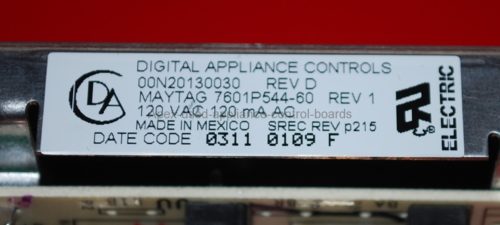 DIGITAL APPLIANCE CONTROLS
00N20130030 REV D
MAYTAG 7601P544-60 REV 1
120 VAC 120 mA AC
MADE IN MEXICO SREC REV p215
DATE CODE 0311 0109 F
ELECTRIC